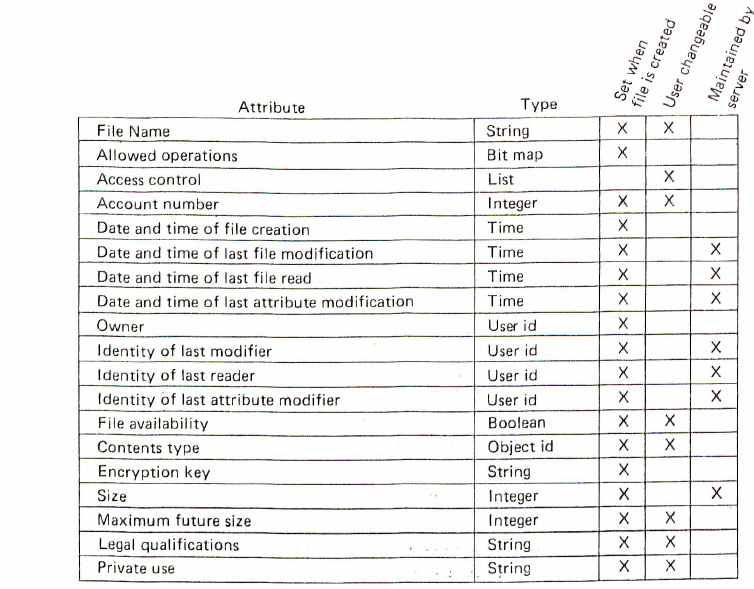 Attribute Type Set when file is created User changeable Maintained by server
File Name String X X
Allowed operations Bit map X
Access control List X
Account number Integer X X
Date and time of file creation Time X
Date and time of last file modification Time X X
Date and time of last file read Time X X
Date and time of last attribute modification Time X X
Owner User id X
Identity of last modifier User id X X
Identity of last reader User id X X
Identity of last attribute modifier User id X X
File availability Boolean X X
Contents type Object id X X
Encryption key String X
Size Integer X X
Maximum future size Integer X X
Legal qualifications String X X
Private use String X X